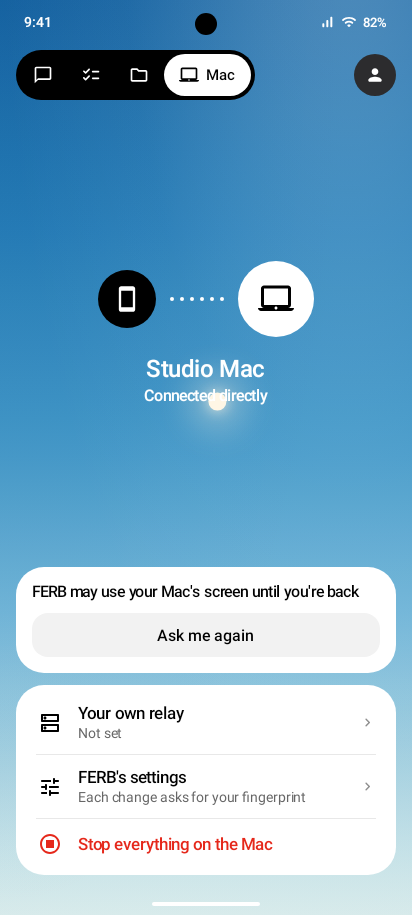 9:41
82%
Mac
Studio Mac
Connected directly
FERB may use your Mac's screen until you're back
Ask me again
Your own relay
Not set
FERB's settings
Each change asks for your fingerprint
Stop everything on the Mac